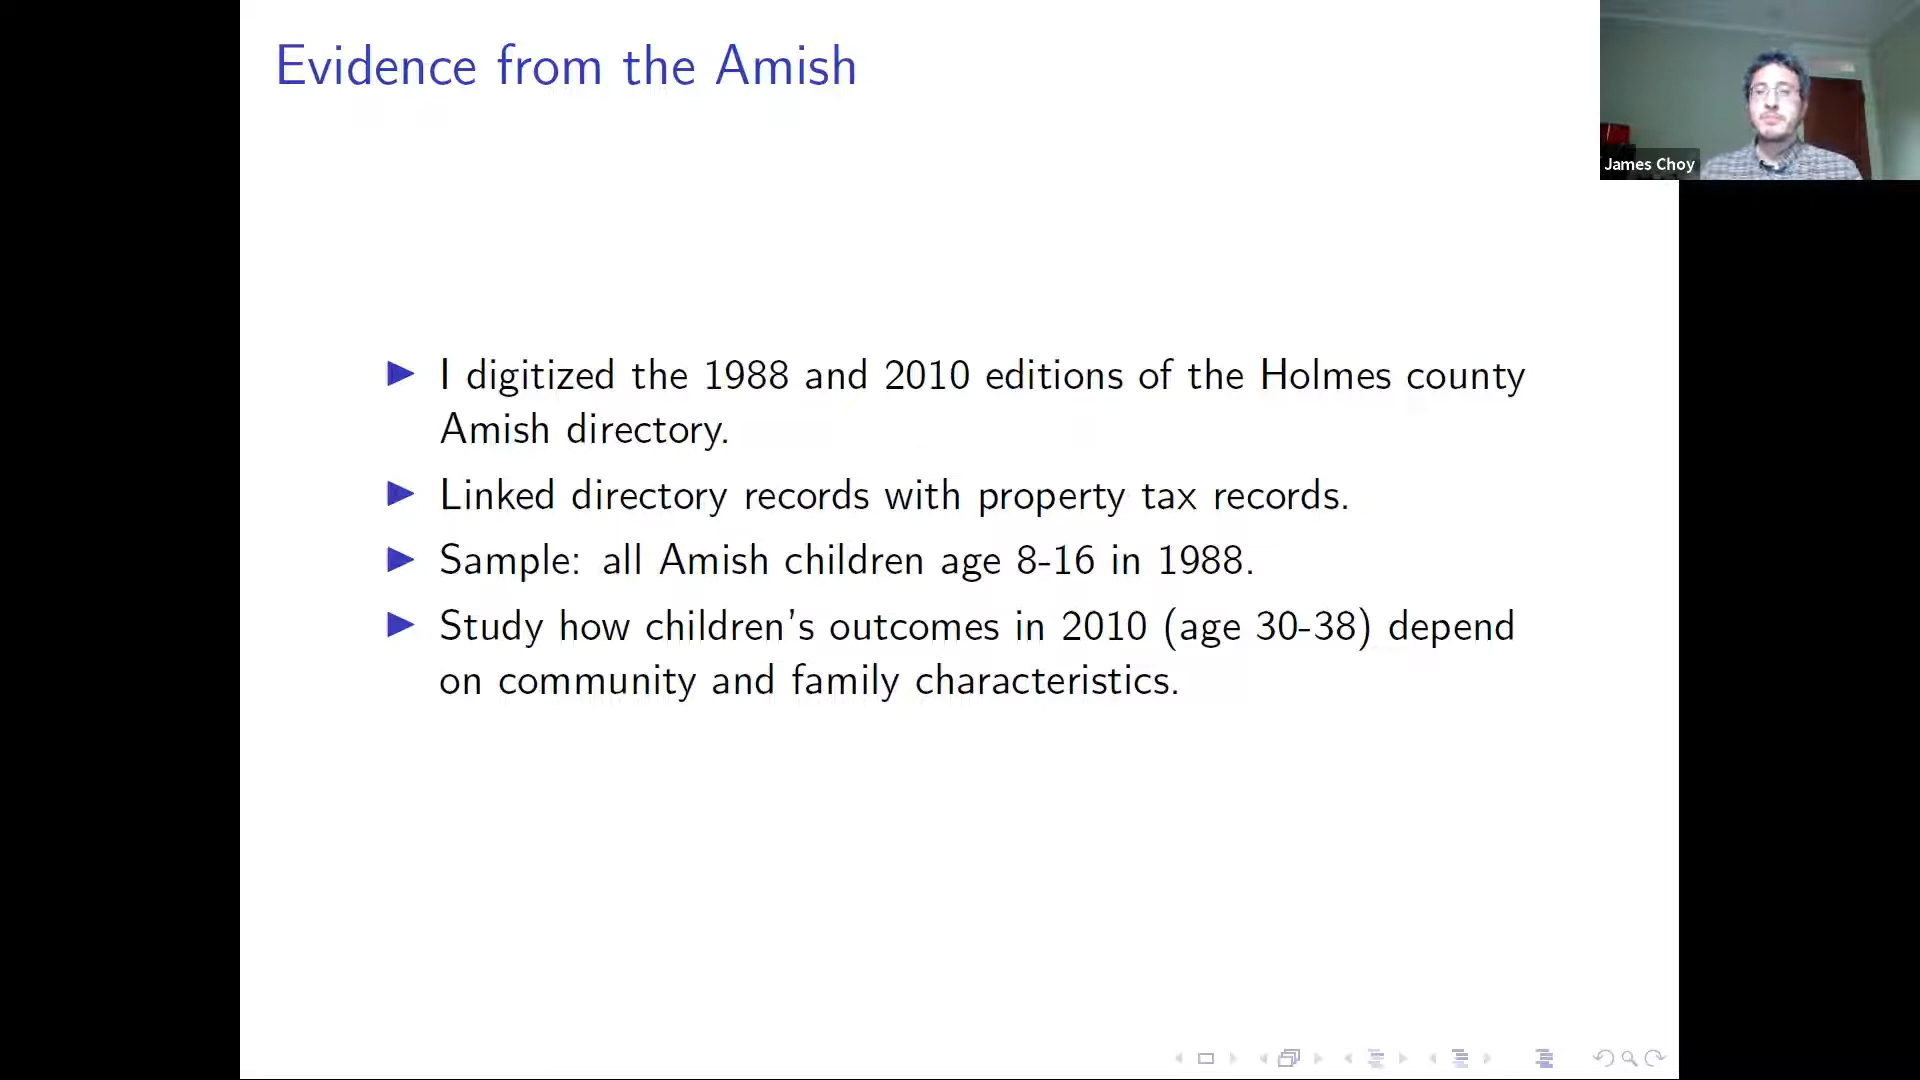 Evidence from the Amish
James Choy
▶ I digitized the 1988 and 2010 editions of the Holmes county
Amish directory.
▶ Linked directory records with property tax records.
▶ Sample: all Amish children age 8-16 in 1988.
▶ Study how children's outcomes in 2010 (age 30-38) depend
on community and family characteristics.